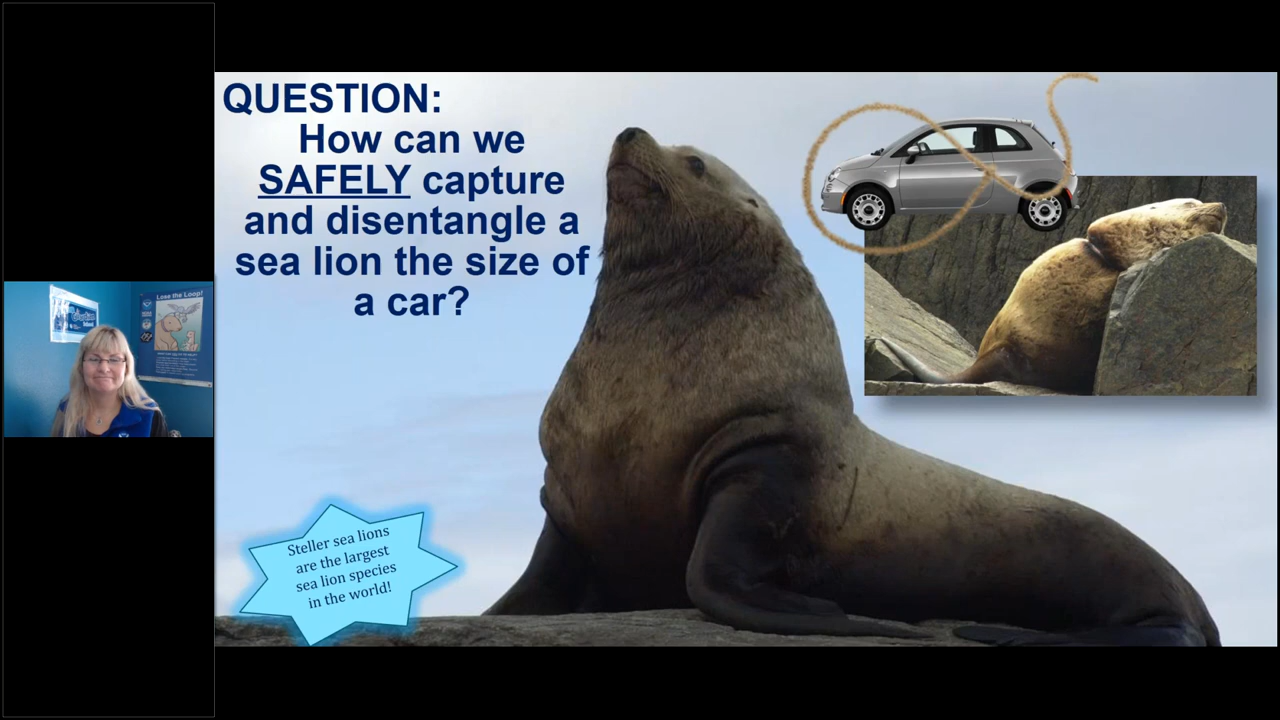 QUESTION:
How can we
SAFELY capture
and disentangle a
sea lion the size of
a car?
Lose the Loop!
Steller sea lions
are the largest
sea lion species
in the world!